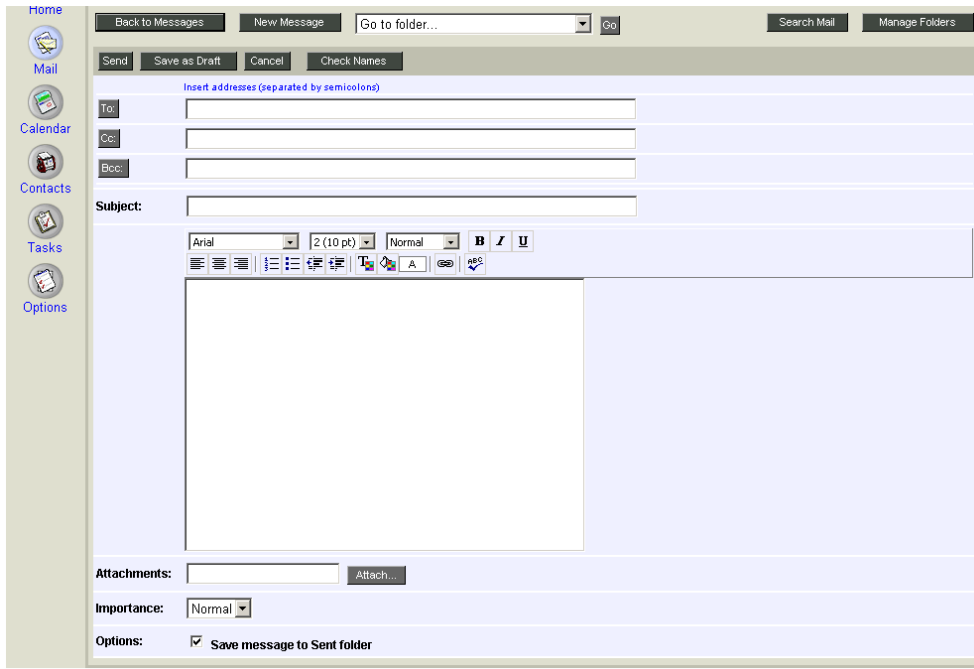 Home
Mail
Calendar
Contacts
Tasks
Options
Back to Messages New Message Go to folder... Go Search Mail Manage Folders
Send Save as Draft Cancel Check Names
Insert addresses (separated by semicolons)
To:
Cc:
Bcc:
Subject:
Arial 2 (10 pt) Normal B I U
A ABC
Attachments: Attach...
Importance: Normal
Options: Save message to Sent folder